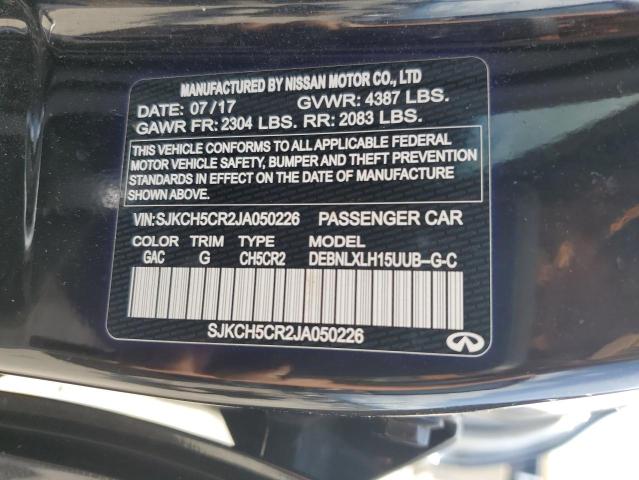 MANUFACTURED BY NISSAN MOTOR CO., LTD
DATE: 07/17 GVWR: 4387 LBS.
GAWR FR: 2304 LBS. RR: 2083 LBS.
THIS VEHICLE CONFORMS TO ALL APPLICABLE FEDERAL
MOTOR VEHICLE SAFETY, BUMPER AND THEFT PREVENTION
STANDARDS IN EFFECT ON THE DATE OF MANUFACTURE
SHOWN ABOVE.
VIN: SJKCH5CR2JA050226 PASSENGER CAR
COLOR TRIM TYPE MODEL
GAC G CH5CR2 DEBNLXLH15UUB-G-C
SJKCH5CR2JA050226